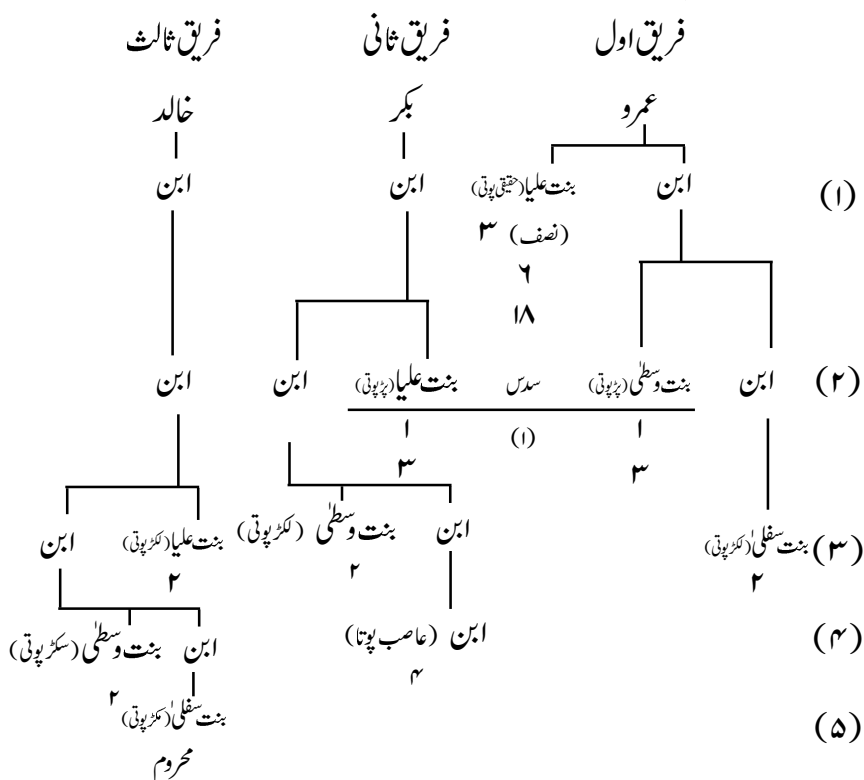 فریق اول فریق ثانی فریق ثالث
عمرو بکر خالد
(۱) ابن بنت علیا (حقیقی پوتی) ابن ابن
(نصف) ۳
۶
۱۸
(۲) ابن بنت وسطیٰ (پڑپوتی) سدس بنت علیا (پڑپوتی) ابن ابن
۱ (۱) ۱
۳ ۳
(۳) بنت سفلیٰ (لکڑپوتی) ابن بنت وسطیٰ (لکڑپوتی) بنت علیا (لکڑپوتی) ابن
۲ ۲ ۲
(۴) ابن (عاصب پوتا) ابن بنت وسطیٰ (سکڑپوتی)
۴ ۲
(۵) بنت سفلیٰ (مکڑپوتی)
محروم